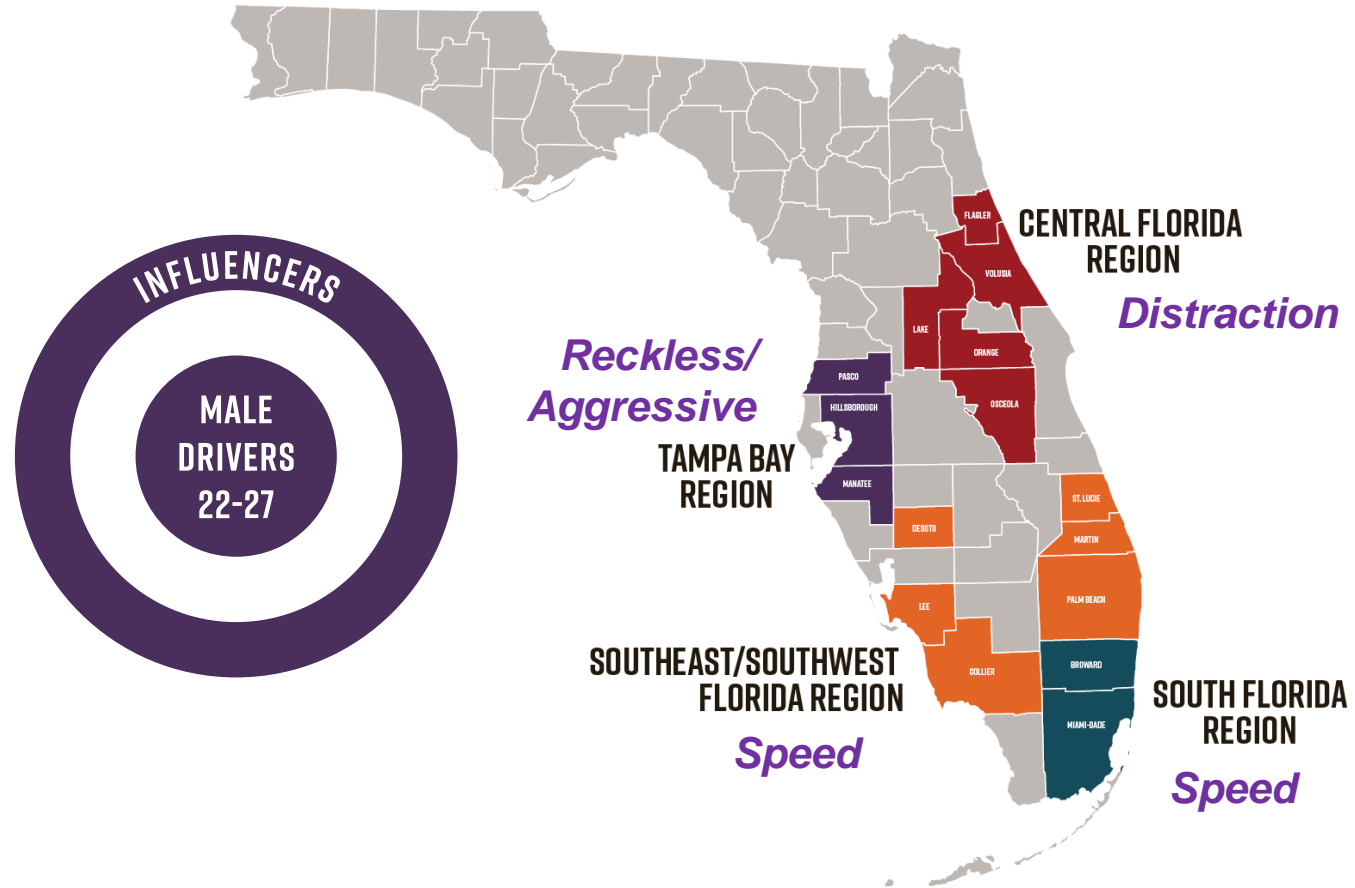 INFLUENCERS
MALE
DRIVERS
22-27
CENTRAL FLORIDA
REGION
Distraction
FLAGLER
VOLUSIA
LAKE
ORANGE
OSCEOLA
Reckless/
Aggressive
TAMPA BAY
REGION
PASCO
HILLSBOROUGH
MANATEE
SOUTHEAST/SOUTHWEST
FLORIDA REGION
Speed
DESOTO
LEE
COLLIER
ST. LUCIE
MARTIN
PALM BEACH
SOUTH FLORIDA
REGION
Speed
BROWARD
MIAMI-DADE